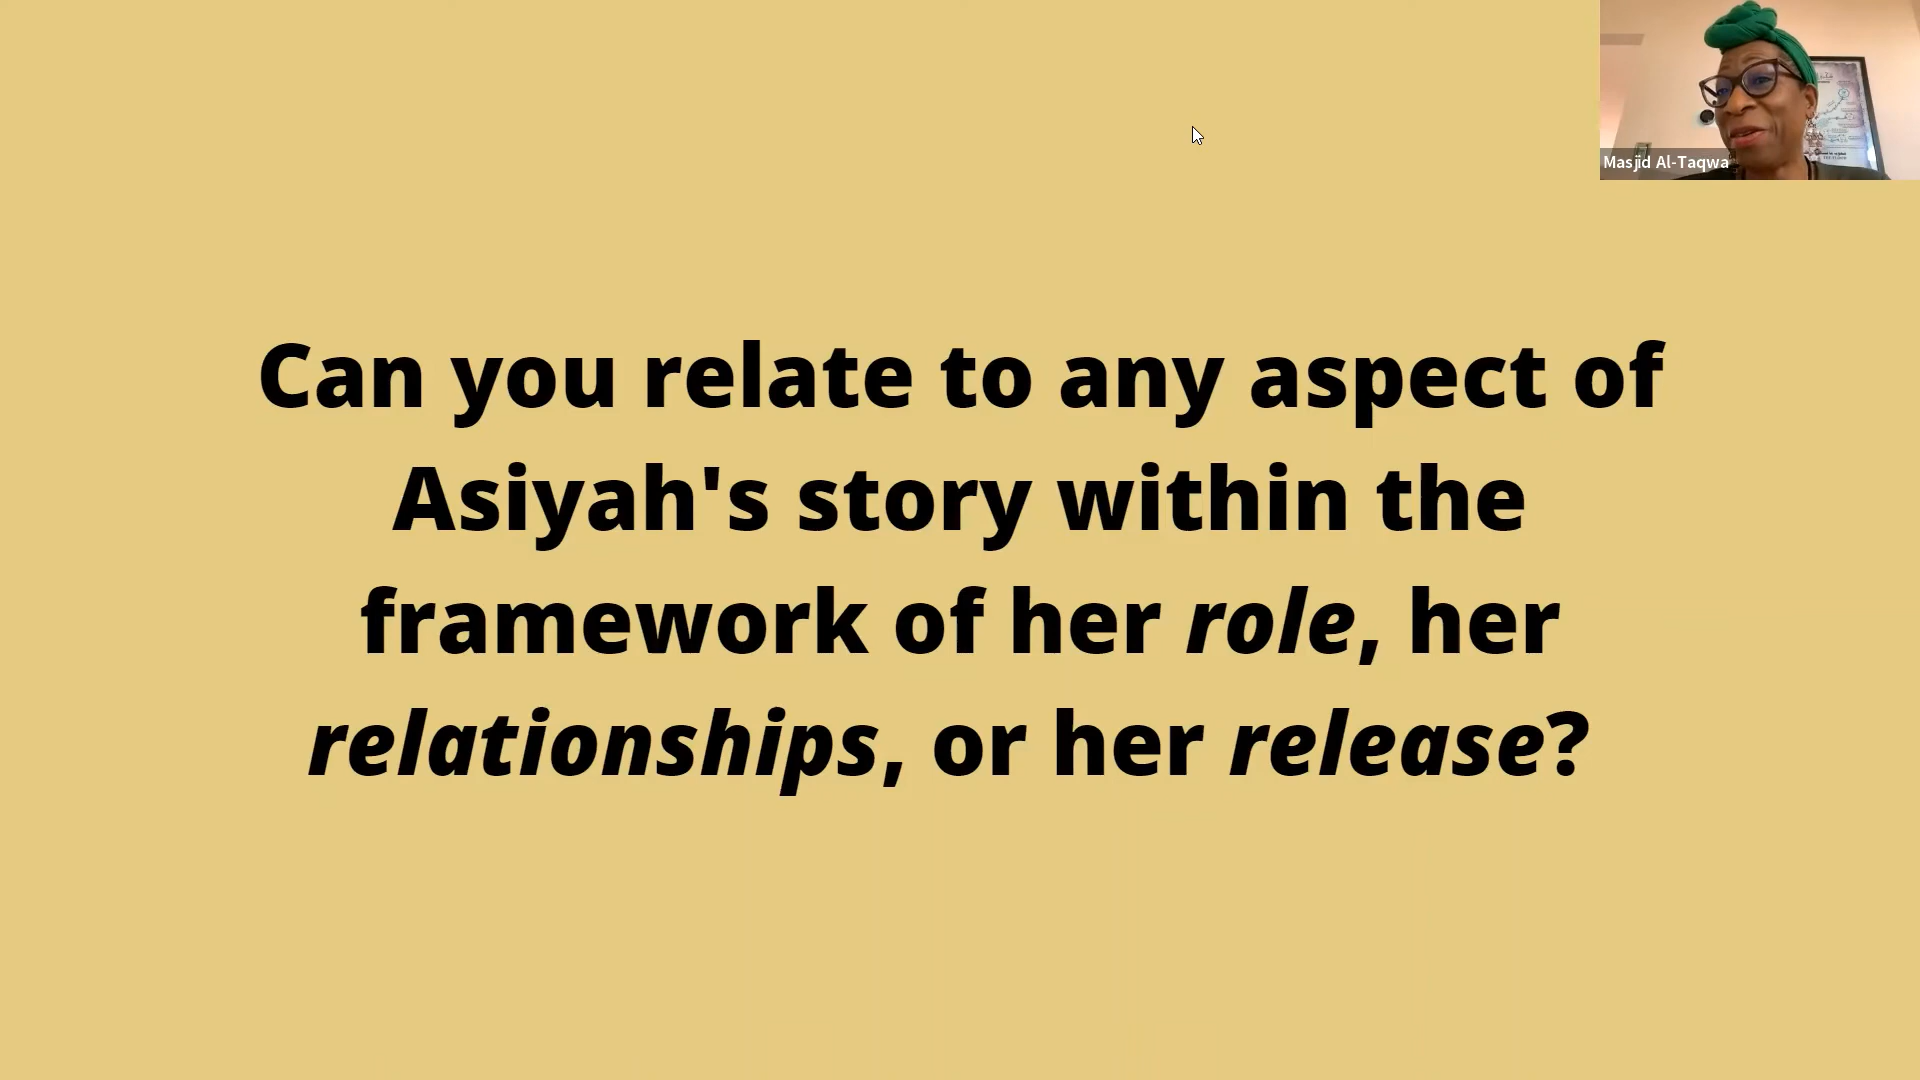 Can you relate to any aspect of
Asiyah's story within the
framework of her role, her
relationships, or her release?
Masjid Al-Taqwa